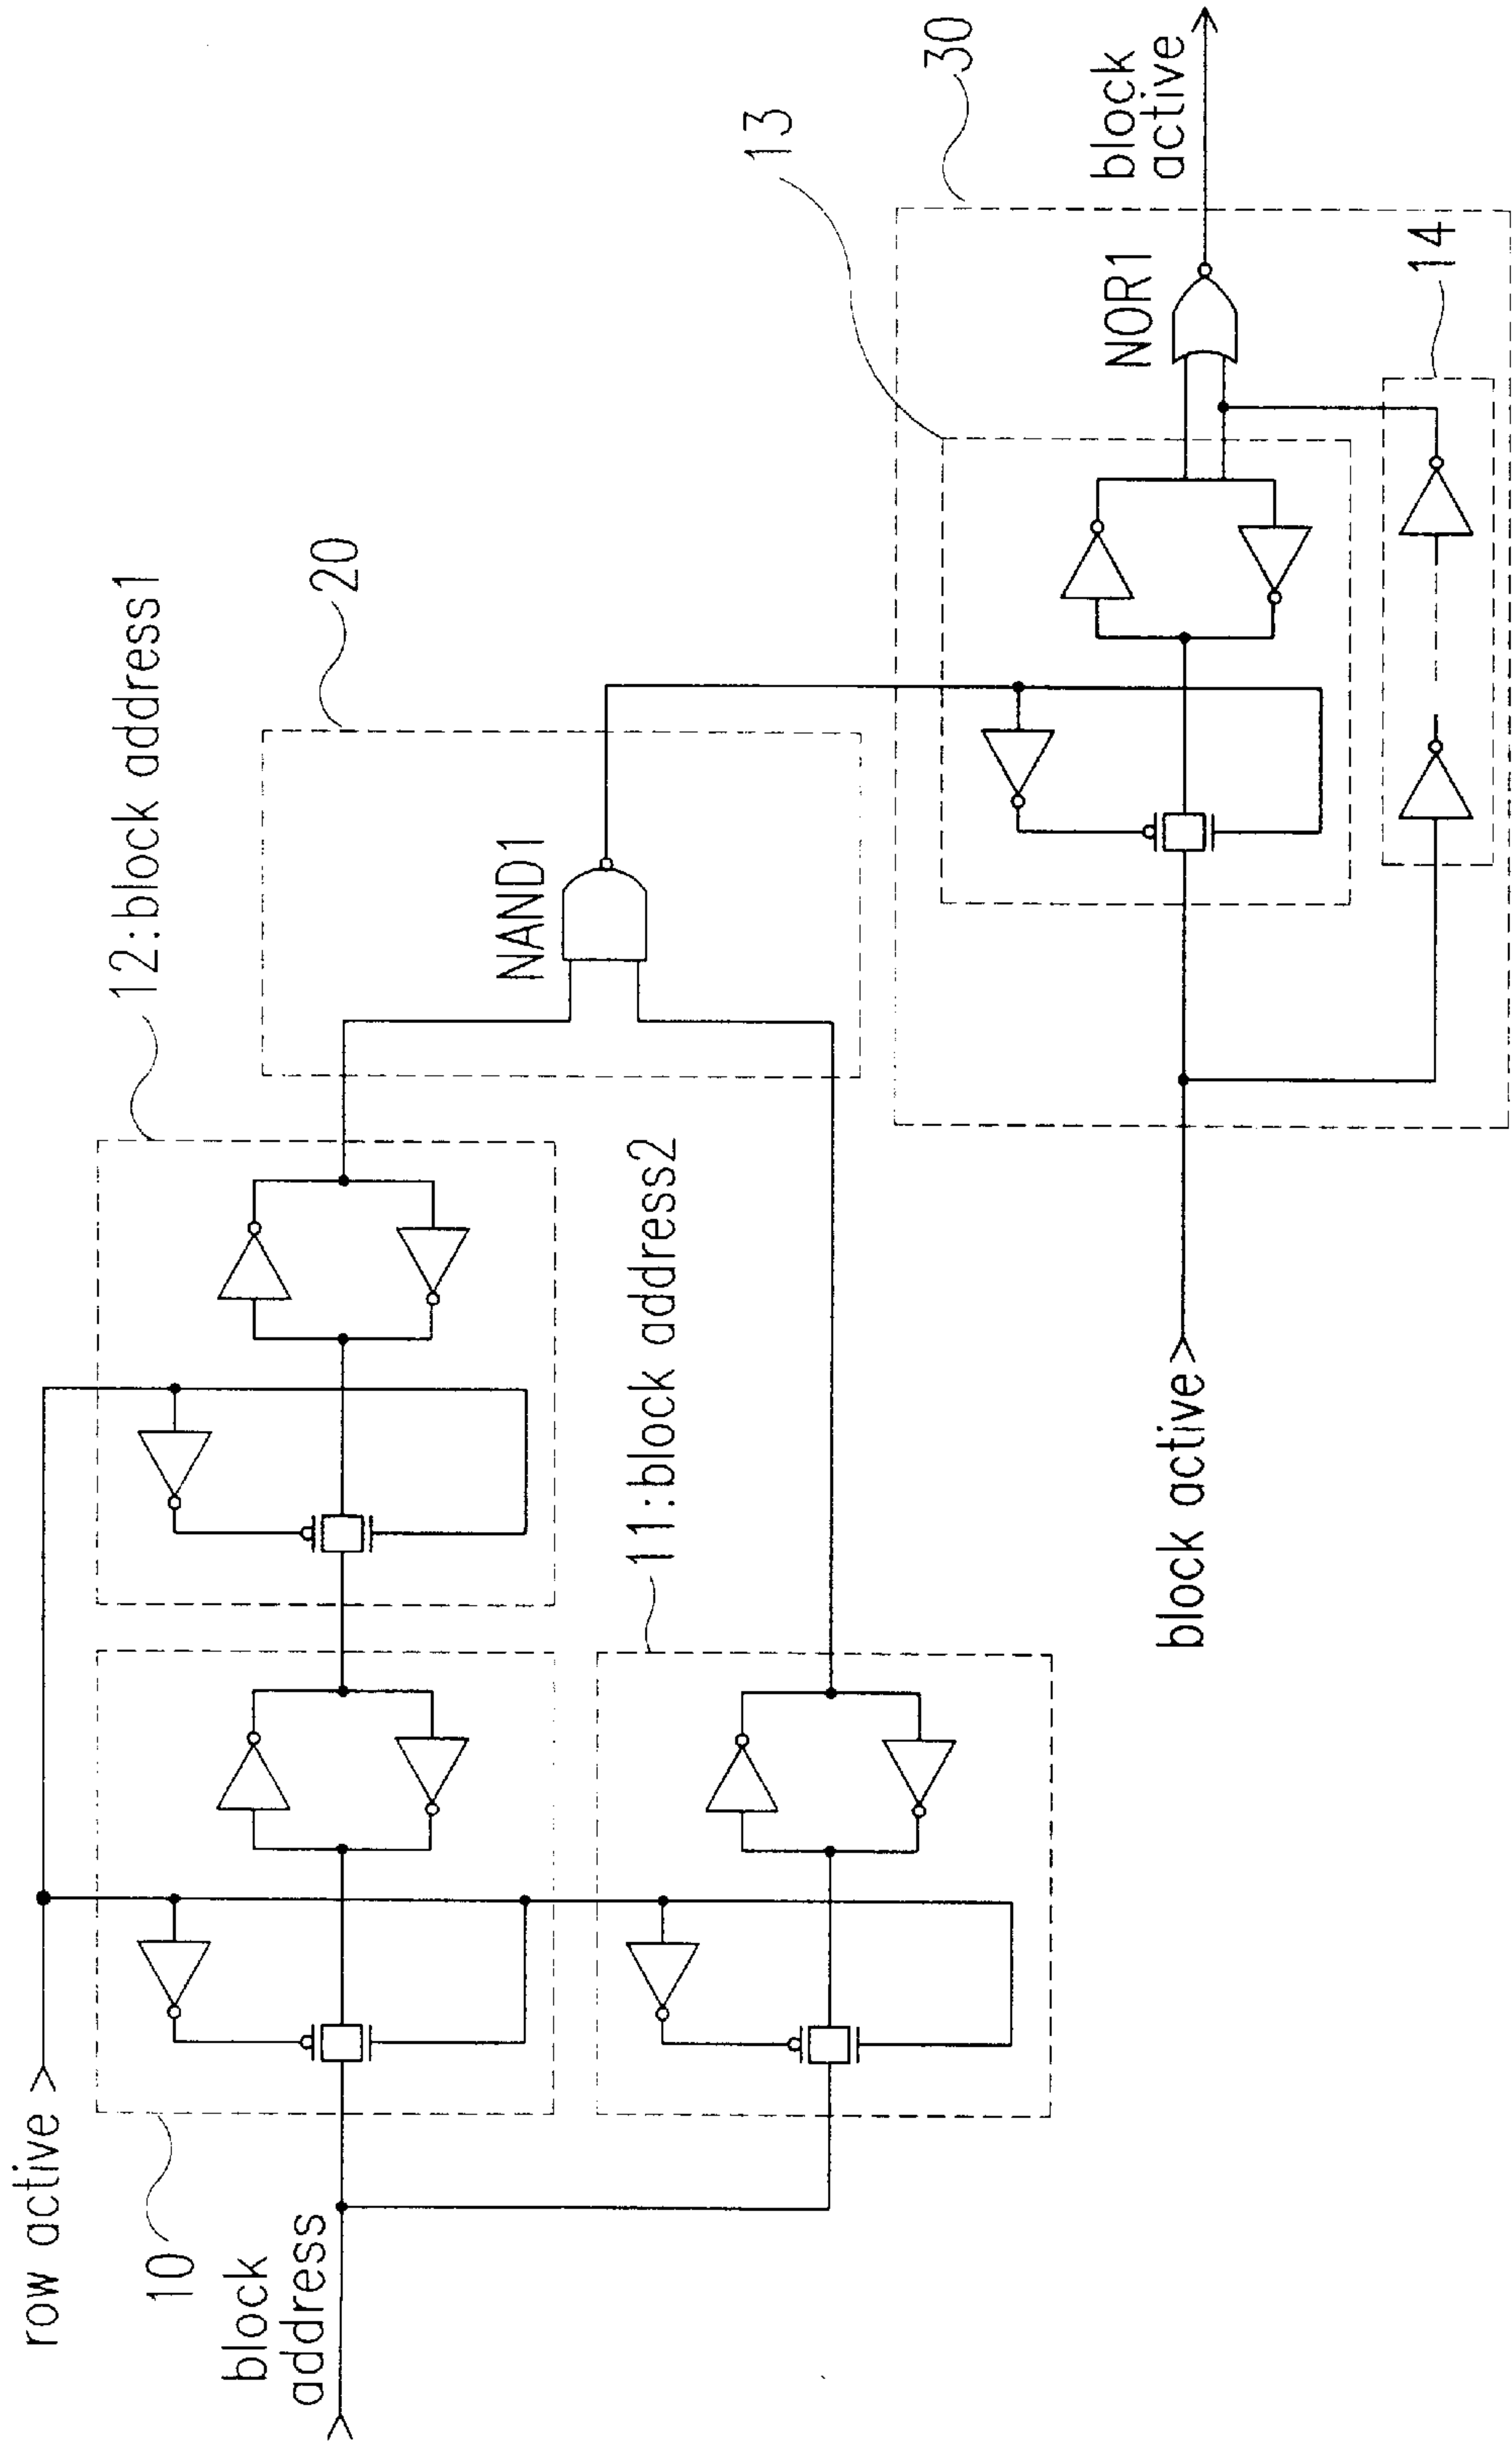 row active
10
block
address
12:block address1
11:block address2
20
NAND1
block active
13
30
NOR1
14
block
active